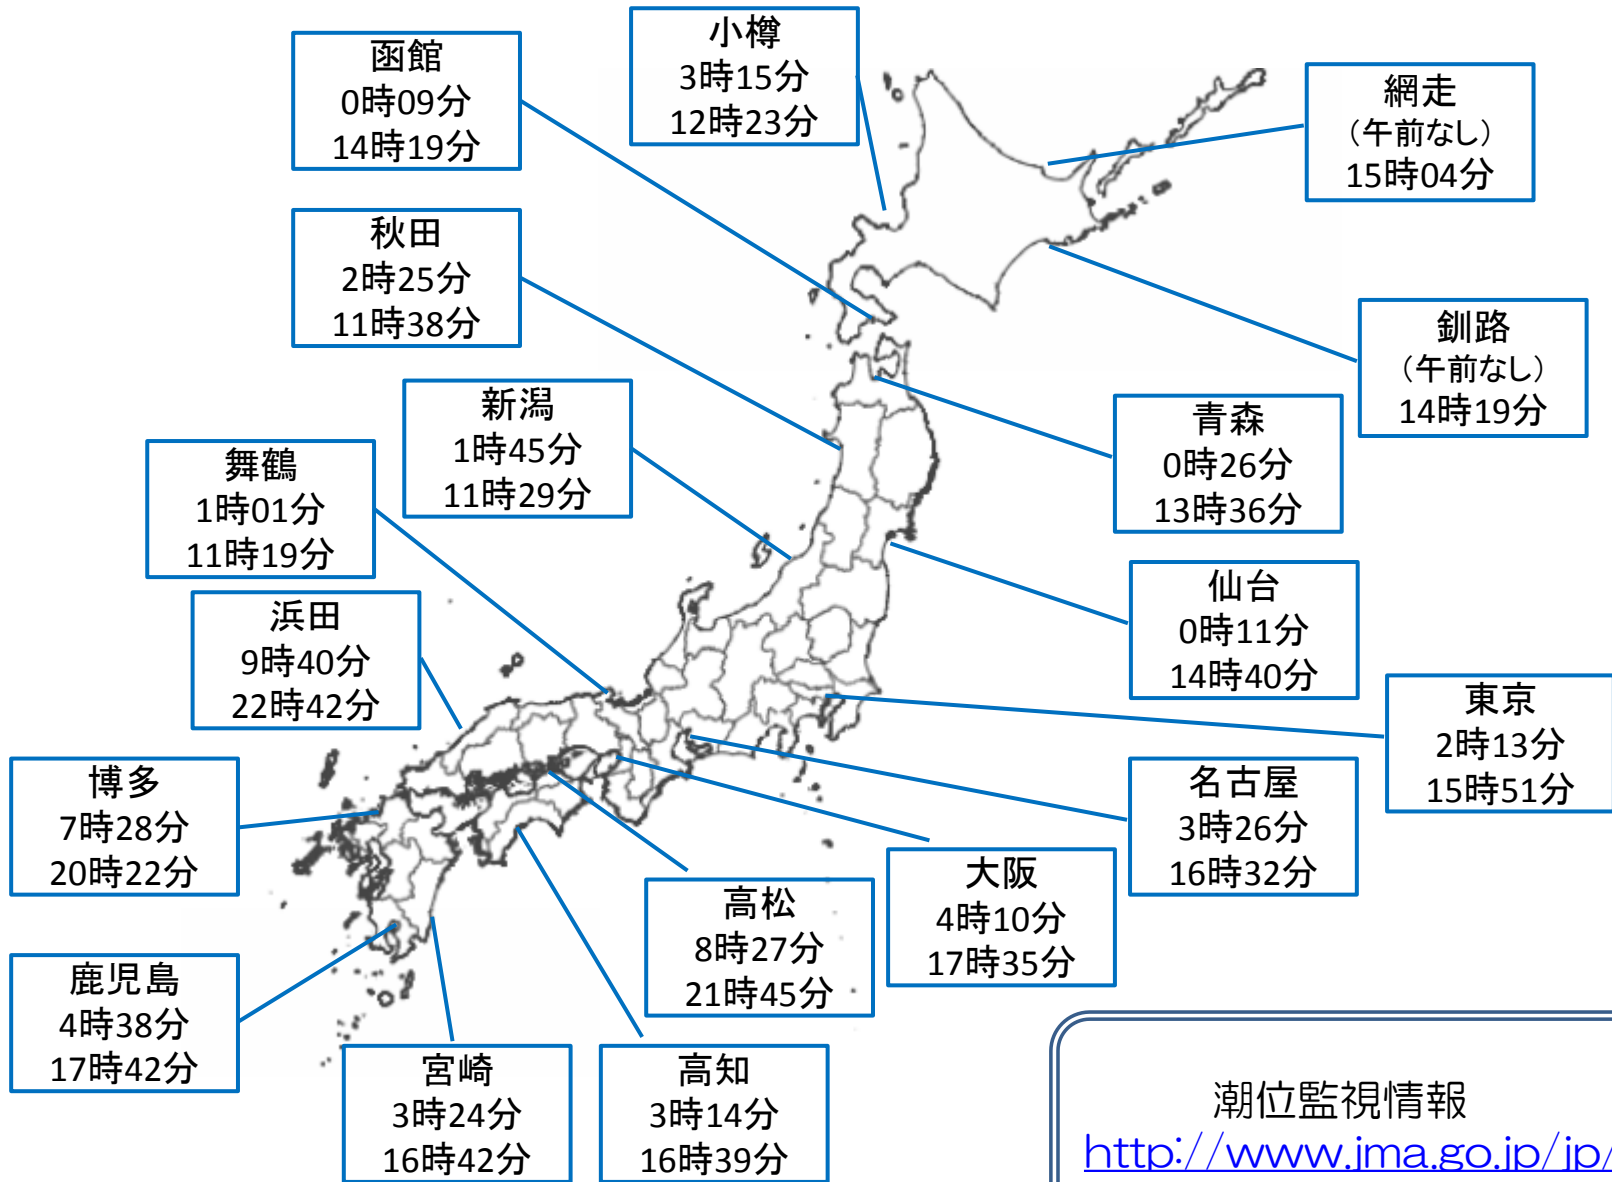 小樽
3時15分
12時23分
函館
0時09分
14時19分
網走
（午前なし）
15時04分
秋田
2時25分
11時38分
釧路
（午前なし）
14時19分
新潟
1時45分
11時29分
青森
0時26分
13時36分
舞鶴
1時01分
11時19分
仙台
0時11分
14時40分
浜田
9時40分
22時42分
東京
2時13分
15時51分
博多
7時28分
20時22分
名古屋
3時26分
16時32分
大阪
4時10分
17時35分
高松
8時27分
21時45分
鹿児島
4時38分
17時42分
宮崎
3時24分
16時42分
高知
3時14分
16時39分
潮位監視情報
http://www.jma.go.jp/jp/